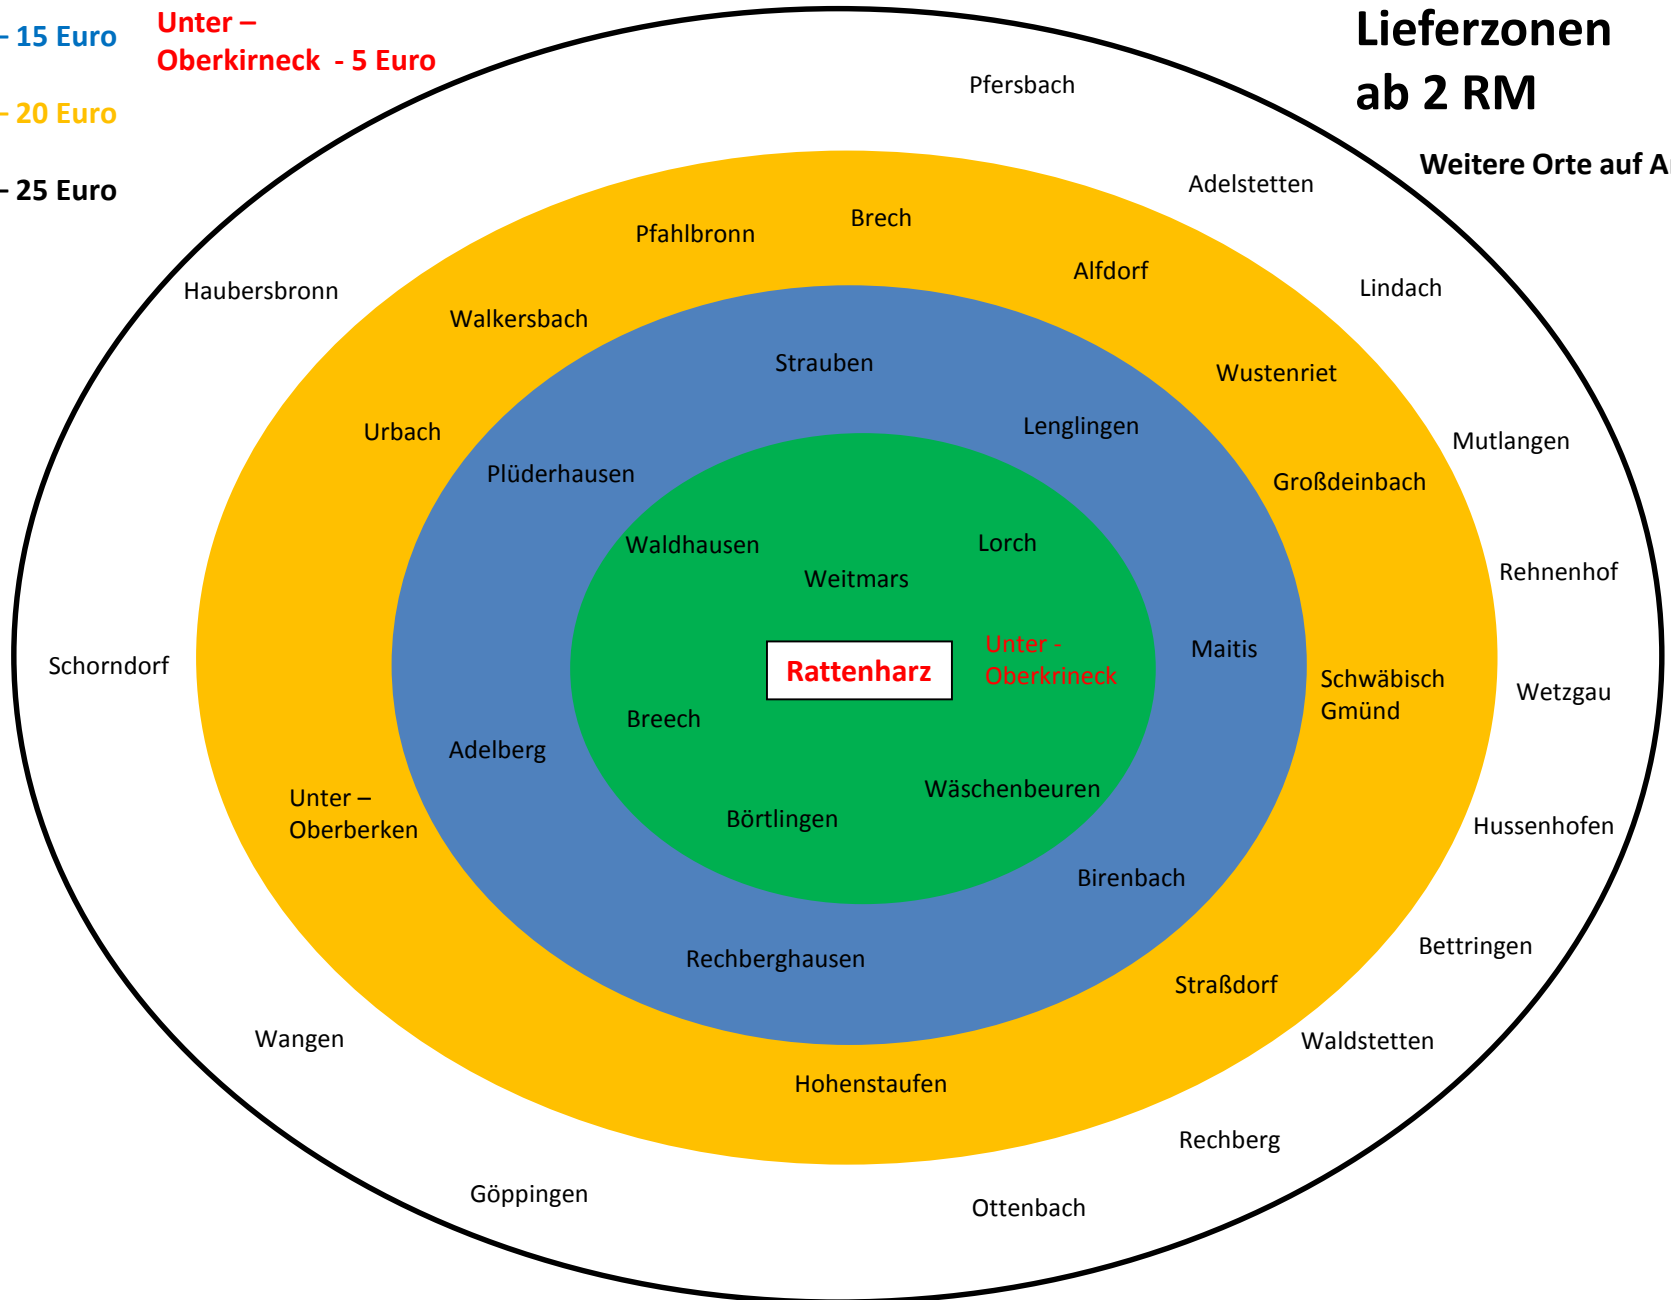 – 15 Euro
Unter –
Oberkirneck - 5 Euro
Lieferzonen
ab 2 RM
– 20 Euro
Weitere Orte auf
– 25 Euro
Pfersbach
Adelstetten
Brech
Pfahlbronn
Alfdorf
Haubersbronn
Lindach
Walkersbach
Strauben
Wustenriet
Urbach
Lenglingen
Mutlangen
Plüderhausen
Großdeinbach
Waldhausen
Lorch
Weitmars
Rehnenhof
Unter -
Oberkrineck
Maitis
Schorndorf
Rattenharz
Schwäbisch
Gmünd
Wetzgau
Breech
Adelberg
Wäschenbeuren
Unter –
Oberberken
Börtlingen
Hussenhofen
Birenbach
Bettringen
Rechberghausen
Straßdorf
Wangen
Waldstetten
Hohenstaufen
Rechberg
Göppingen
Ottenbach